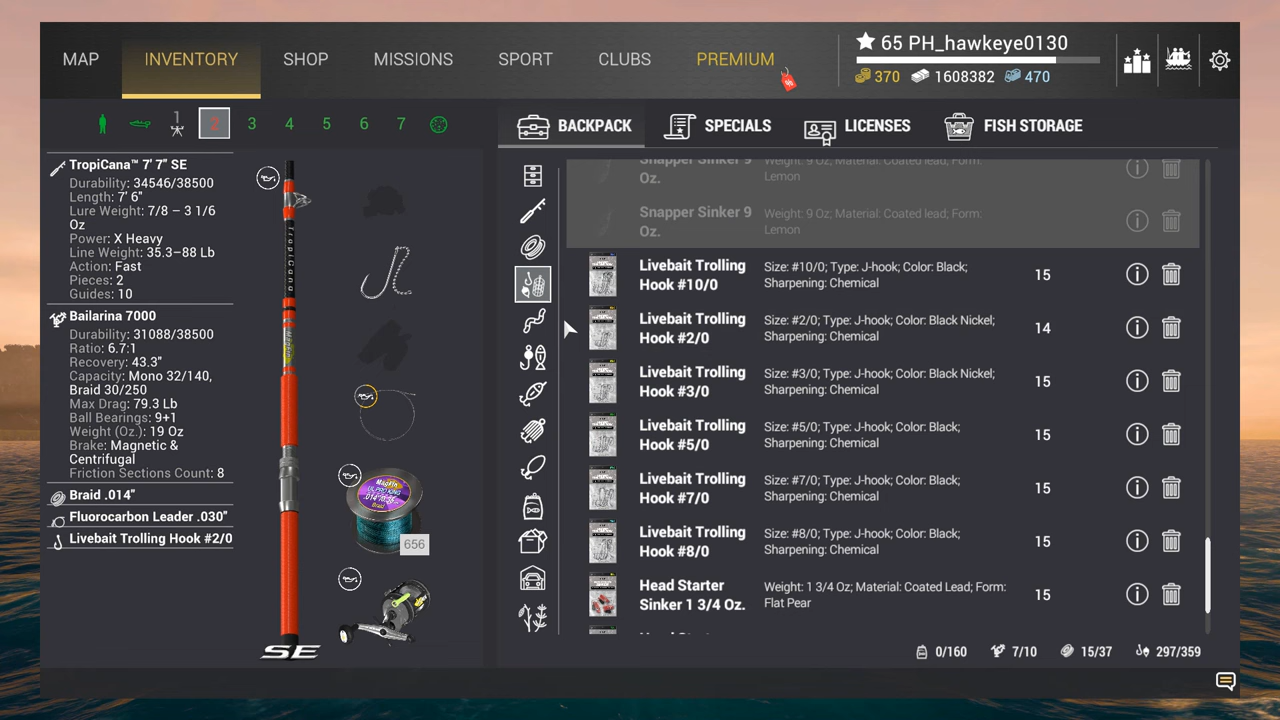 MAP INVENTORY SHOP MISSIONS SPORT CLUBS PREMIUM
65 PH_hawkeye0130
370 1608382 470
1 2 3 4 5 6 7
BACKPACK SPECIALS LICENSES FISH STORAGE
TropiCana™ 7' 7" SE
Durability: 34546/38500
Length: 7' 6"
Lure Weight: 7/8 – 3 1/6
Oz
Power: X Heavy
Line Weight: 35.3–88 Lb
Action: Fast
Pieces: 2
Guides: 10
Bailarina 7000
Durability: 31088/38500
Ratio: 6.7:1
Recovery: 43.3"
Capacity: Mono 32/140,
Braid 30/250
Max Drag: 79.3 Lb
Ball Bearings: 9+1
Weight (Oz.): 19 Oz
Brake: Magnetic &
Centrifugal
Friction Sections Count: 8
Braid .014"
Fluorocarbon Leader .030"
Livebait Trolling Hook #2/0
TropiCana
656
SE
Snapper Sinker 9
Oz.
Weight: 9 Oz; Material: Coated lead; Form:
Lemon
Snapper Sinker 9
Oz.
Weight: 9 Oz; Material: Coated lead; Form:
Lemon
Livebait Trolling
Hook #10/0
Size: #10/0; Type: J-hook; Color: Black;
Sharpening: Chemical
15
Livebait Trolling
Hook #2/0
Size: #2/0; Type: J-hook; Color: Black Nickel;
Sharpening: Chemical
14
Livebait Trolling
Hook #3/0
Size: #3/0; Type: J-hook; Color: Black Nickel;
Sharpening: Chemical
15
Livebait Trolling
Hook #5/0
Size: #5/0; Type: J-hook; Color: Black;
Sharpening: Chemical
15
Livebait Trolling
Hook #7/0
Size: #7/0; Type: J-hook; Color: Black;
Sharpening: Chemical
15
Livebait Trolling
Hook #8/0
Size: #8/0; Type: J-hook; Color: Black;
Sharpening: Chemical
15
Head Starter
Sinker 1 3/4 Oz.
Weight: 1 3/4 Oz; Material: Coated Lead; Form:
Flat Pear
15
0/160 7/10 15/37 297/359